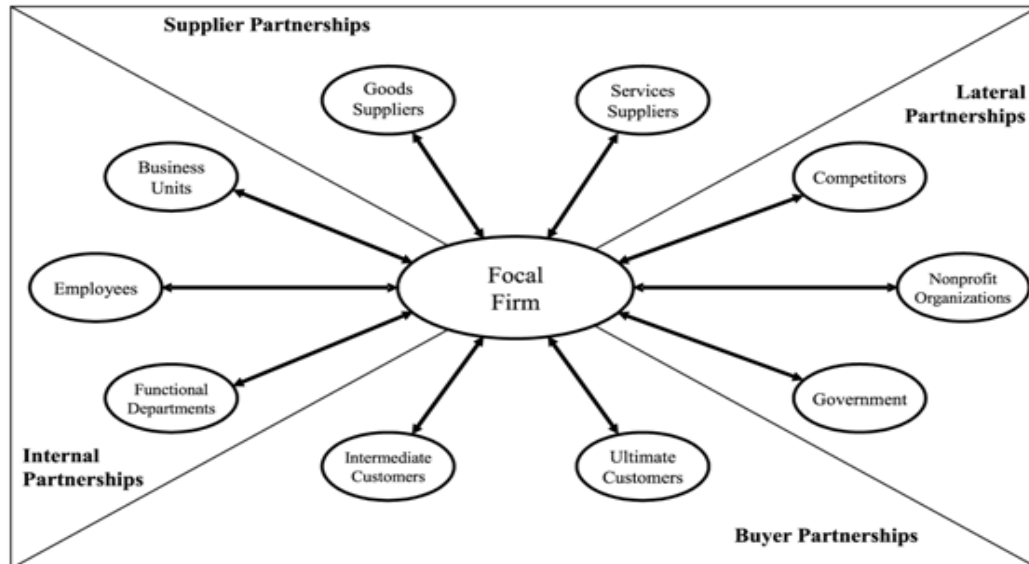 Supplier Partnerships
Goods
Suppliers
Services
Suppliers
Lateral
Partnerships
Business
Units
Competitors
Employees
Focal
Firm
Nonprofit
Organizations
Functional
Departments
Government
Internal
Partnerships
Intermediate
Customers
Ultimate
Customers
Buyer Partnerships